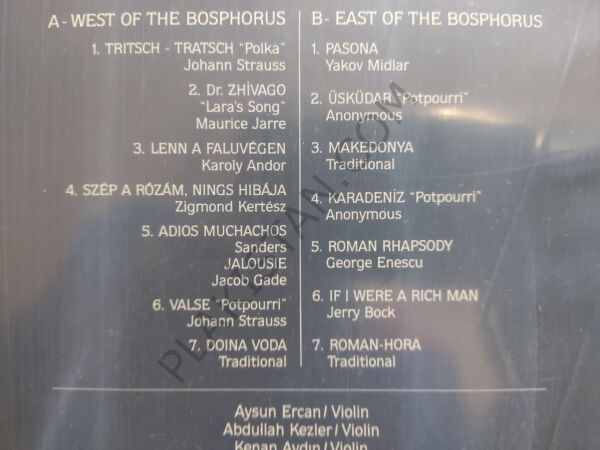 A - WEST OF THE BOSPHORUS
1. TRITSCH - TRATSCH "Polka"
Johann Strauss
2. Dr. ZHİVAGO
"Lara's Song"
Maurice Jarre
3. LENN A FALUVÉGEN
Karoly Andor
4. SZÉP A RÓZÁM, NINGS HIBÁJA
Zigmond Kertész
5. ADIOS MUCHACHOS
Sanders
JALOUSIE
Jacob Gade
6. VALSE "Potpourri"
Johann Strauss
7. DOINA VODA
Traditional
B- EAST OF THE BOSPHORUS
1. PASONA
Yakov Midlar
2. ÜSKÜDAR "Potpourri"
Anonymous
3. MAKEDONYA
Traditional
4. KARADENİZ "Potpourri"
Anonymous
5. ROMAN RHAPSODY
George Enescu
6. IF I WERE A RICH MAN
Jerry Bock
7. ROMAN-HORA
Traditional
Aysun Ercan / Violin
Abdullah Kezler / Violin
Kenan Aydın / Violin